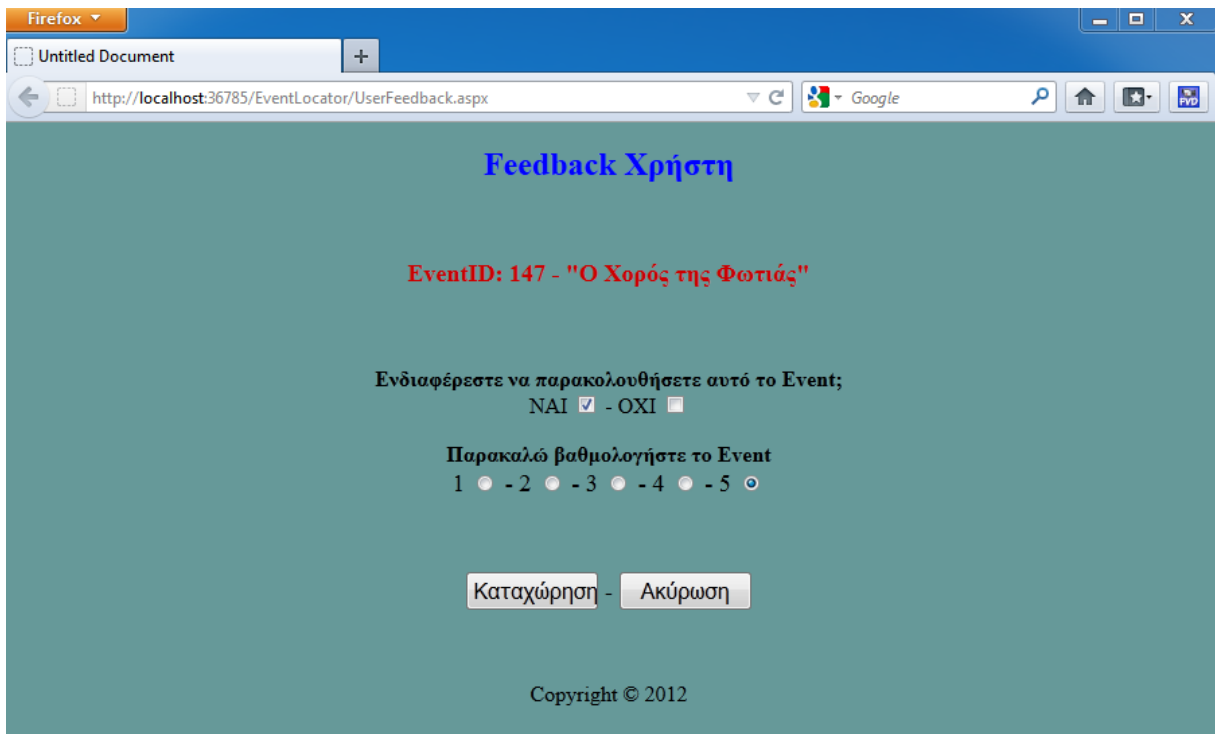 Firefox
Untitled Document
http://localhost:36785/EventLocator/UserFeedback.aspx
Google
FVD
Feedback Χρήστη
EventID: 147 - "Ο Χορός της Φωτιάς"
Ενδιαφέρεστε να παρακολουθήσετε αυτό το Event;
ΝΑΙ - ΟΧΙ
Παρακαλώ βαθμολογήστε το Event
1 - 2 - 3 - 4 - 5
Καταχώρηση - Ακύρωση
Copyright © 2012